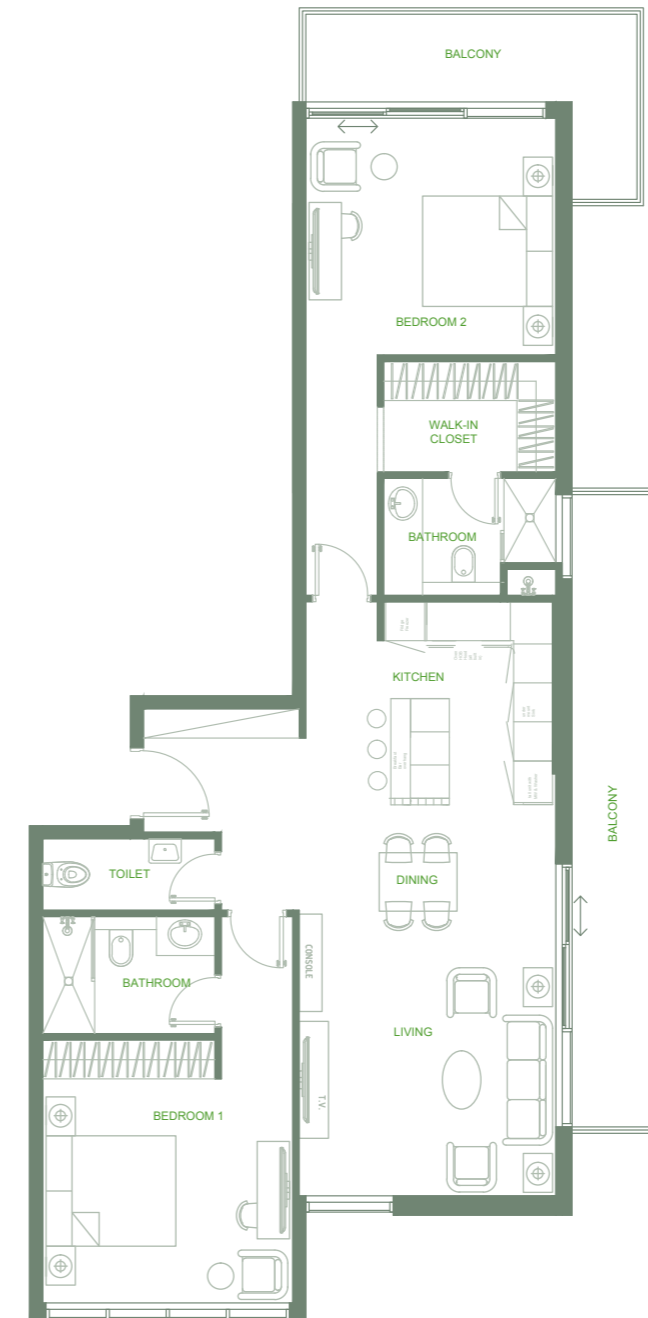 BALCONY
BEDROOM 2
WALK-IN
CLOSET
BATHROOM
KITCHEN
BALCONY
DINING
TOILET
CONSOLE
BATHROOM
LIVING
T.V.
BEDROOM 1